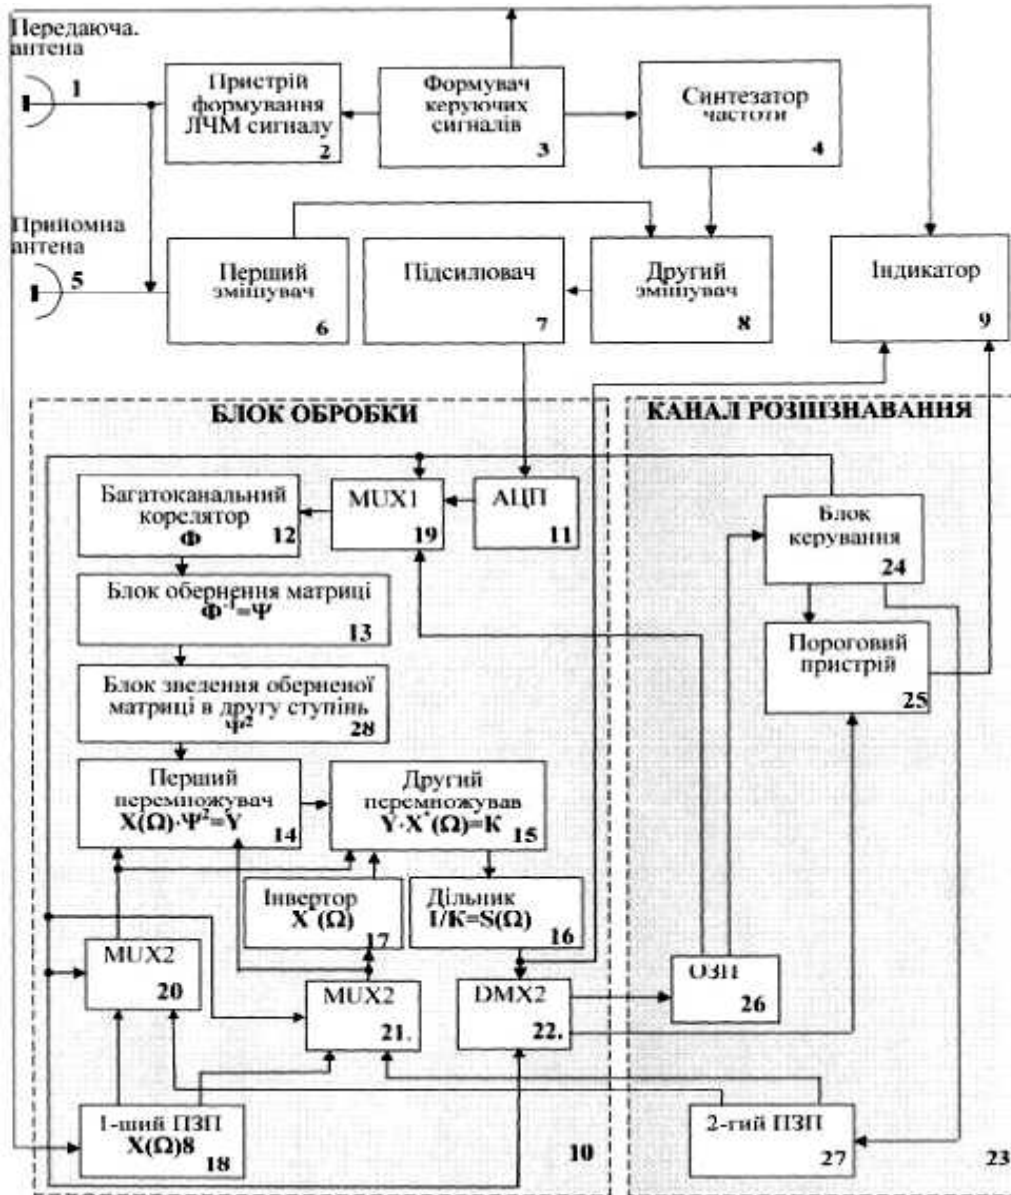 Передаюча.
антена
1
Пристрій
формування
ЛЧМ сигналу
2
Формувач
керуючих
сигналів
3
Синтезатор
частоти
4
Прийомна
антена
5
Перший
змішувач
6
Підсилювач
7
Другий
змішувач
8
Індикатор
9
БЛОК ОБРОБКИ
КАНАЛ РОЗПІЗНАВАННЯ
Багатоканальний
корелятор
Φ
12
MUX1
19
АЦП
11
Блок
керування
24
Блок обернення матриці
Φ⁻¹=Ψ
13
Пороговий
пристрій
25
Блок зведення оберненої
матриці в другу ступінь
Ψ²
28
Перший
перемножувач
X(Ω)·Ψ²=Y
14
Другий
перемножував
Y·X*(Ω)=K
15
Інвертор
X*(Ω)
17
Дільник
1/K=S(Ω)
16
MUX2
20
MUX2
21.
DMX2
22.
ОЗП
26
1-ший ПЗП
X(Ω)8
18
10
2-гий ПЗП
27
23